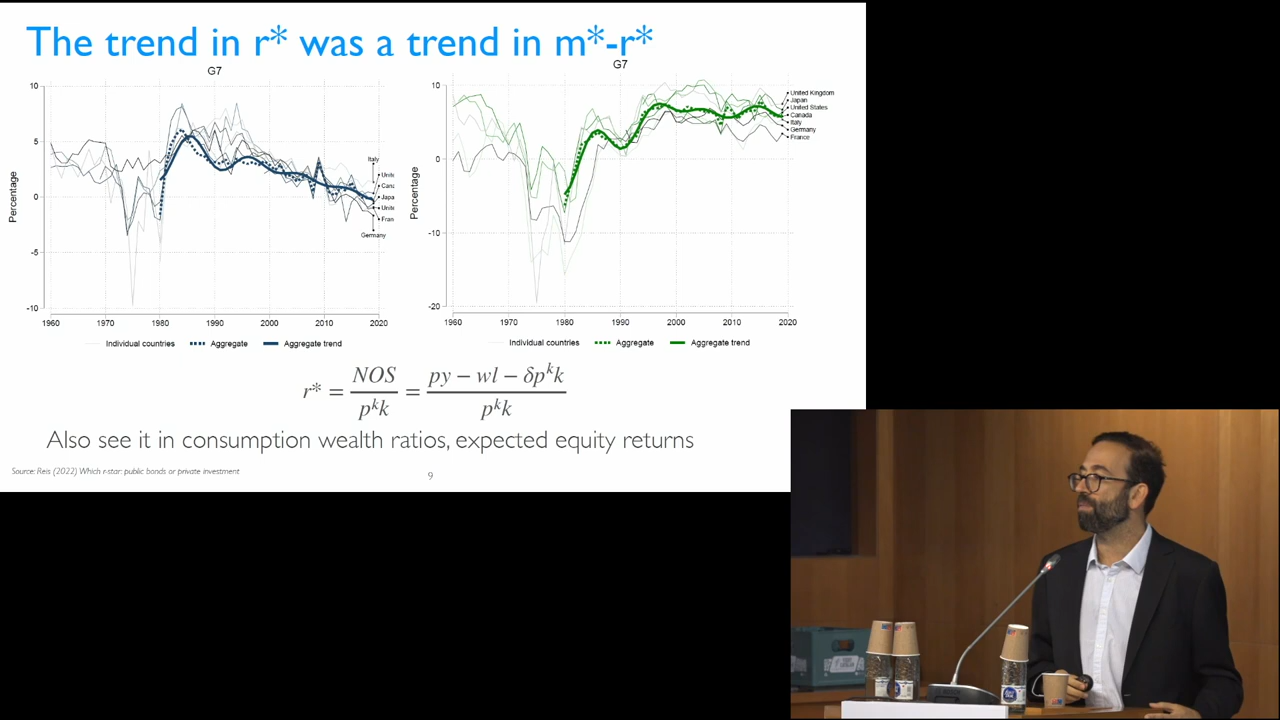 The trend in r* was a trend in m*-r*
G7
10
5
0
-5
-10
Percentage
1960
1970
1980
1990
2000
2010
2020
Italy
Unite
Cana
Japa
Unite
Fran
Germany
Individual countries
Aggregate
Aggregate trend
G7
10
0
-10
-20
Percentage
1960
1970
1980
1990
2000
2010
2020
United Kingdom
Japan
United States
Canada
Italy
Germany
France
Individual countries
Aggregate
Aggregate trend
r* = NOS / pᵏk = (py − wl − δpᵏk) / pᵏk
Also see it in consumption wealth ratios, expected equity returns
Source: Reis (2022) Which r-star: public bonds or private investment
9